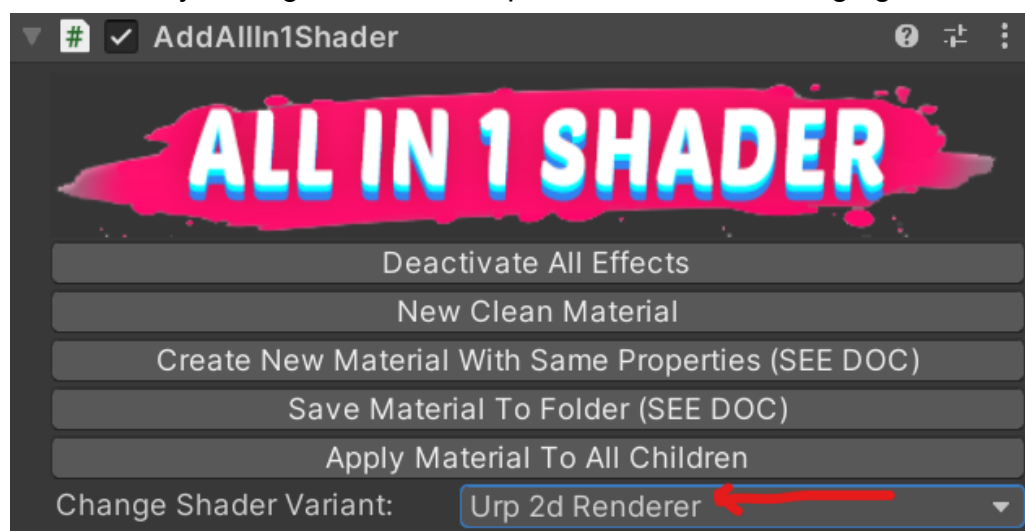 # AddAllIn1Shader
ALL IN 1 SHADER
Deactivate All Effects
New Clean Material
Create New Material With Same Properties (SEE DOC)
Save Material To Folder (SEE DOC)
Apply Material To All Children
Change Shader Variant: Urp 2d Renderer